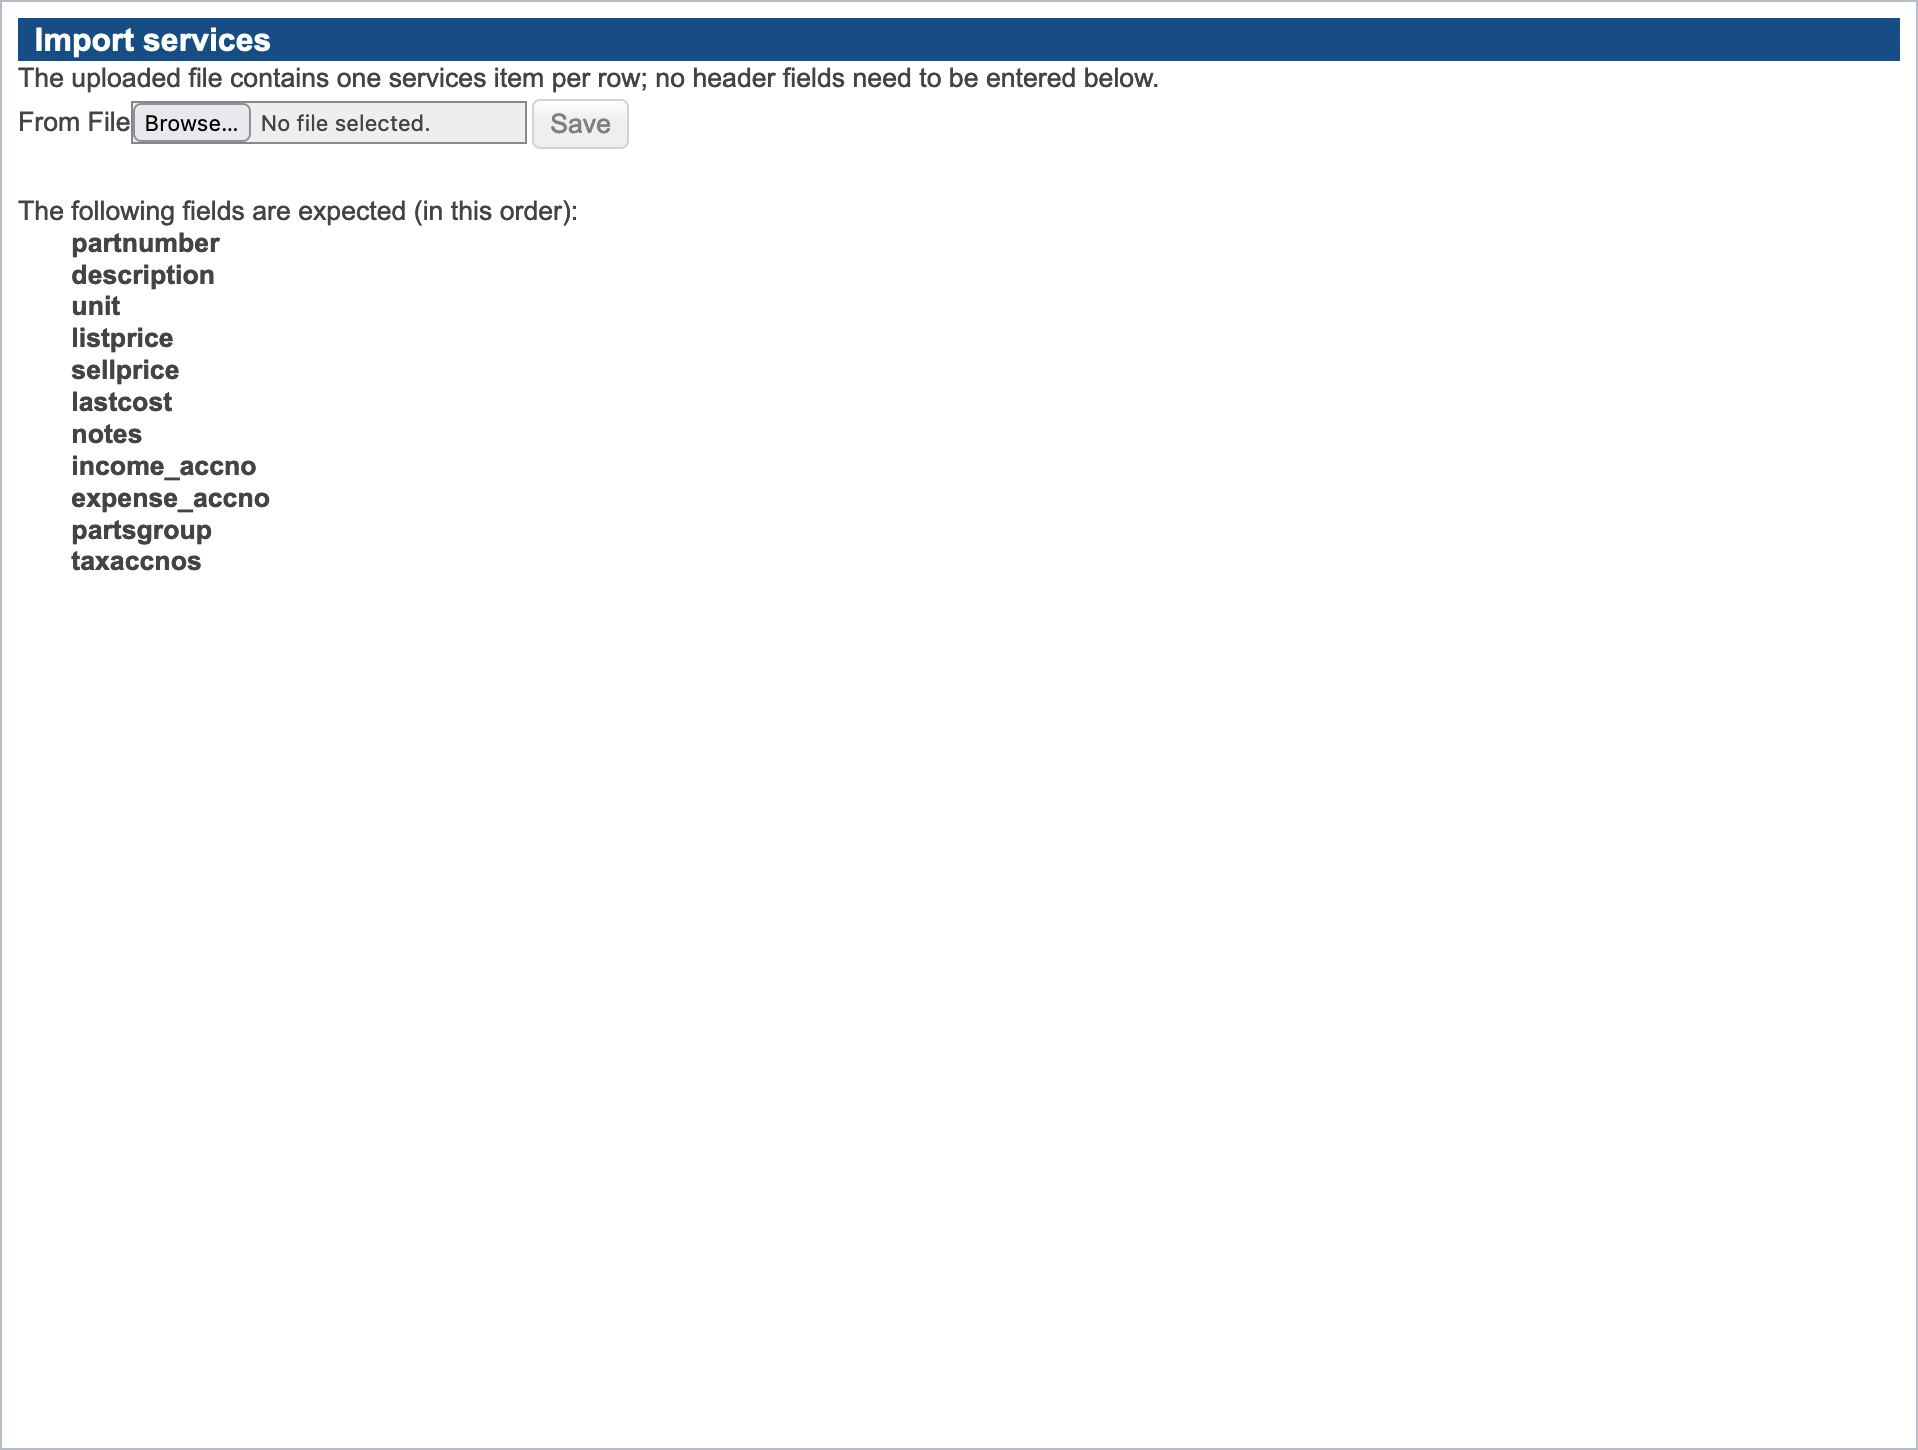 Import services
The uploaded file contains one services item per row; no header fields need to be entered below.
From File Browse... No file selected. Save
The following fields are expected (in this order):
partnumber
description
unit
listprice
sellprice
lastcost
notes
income_accno
expense_accno
partsgroup
taxaccnos